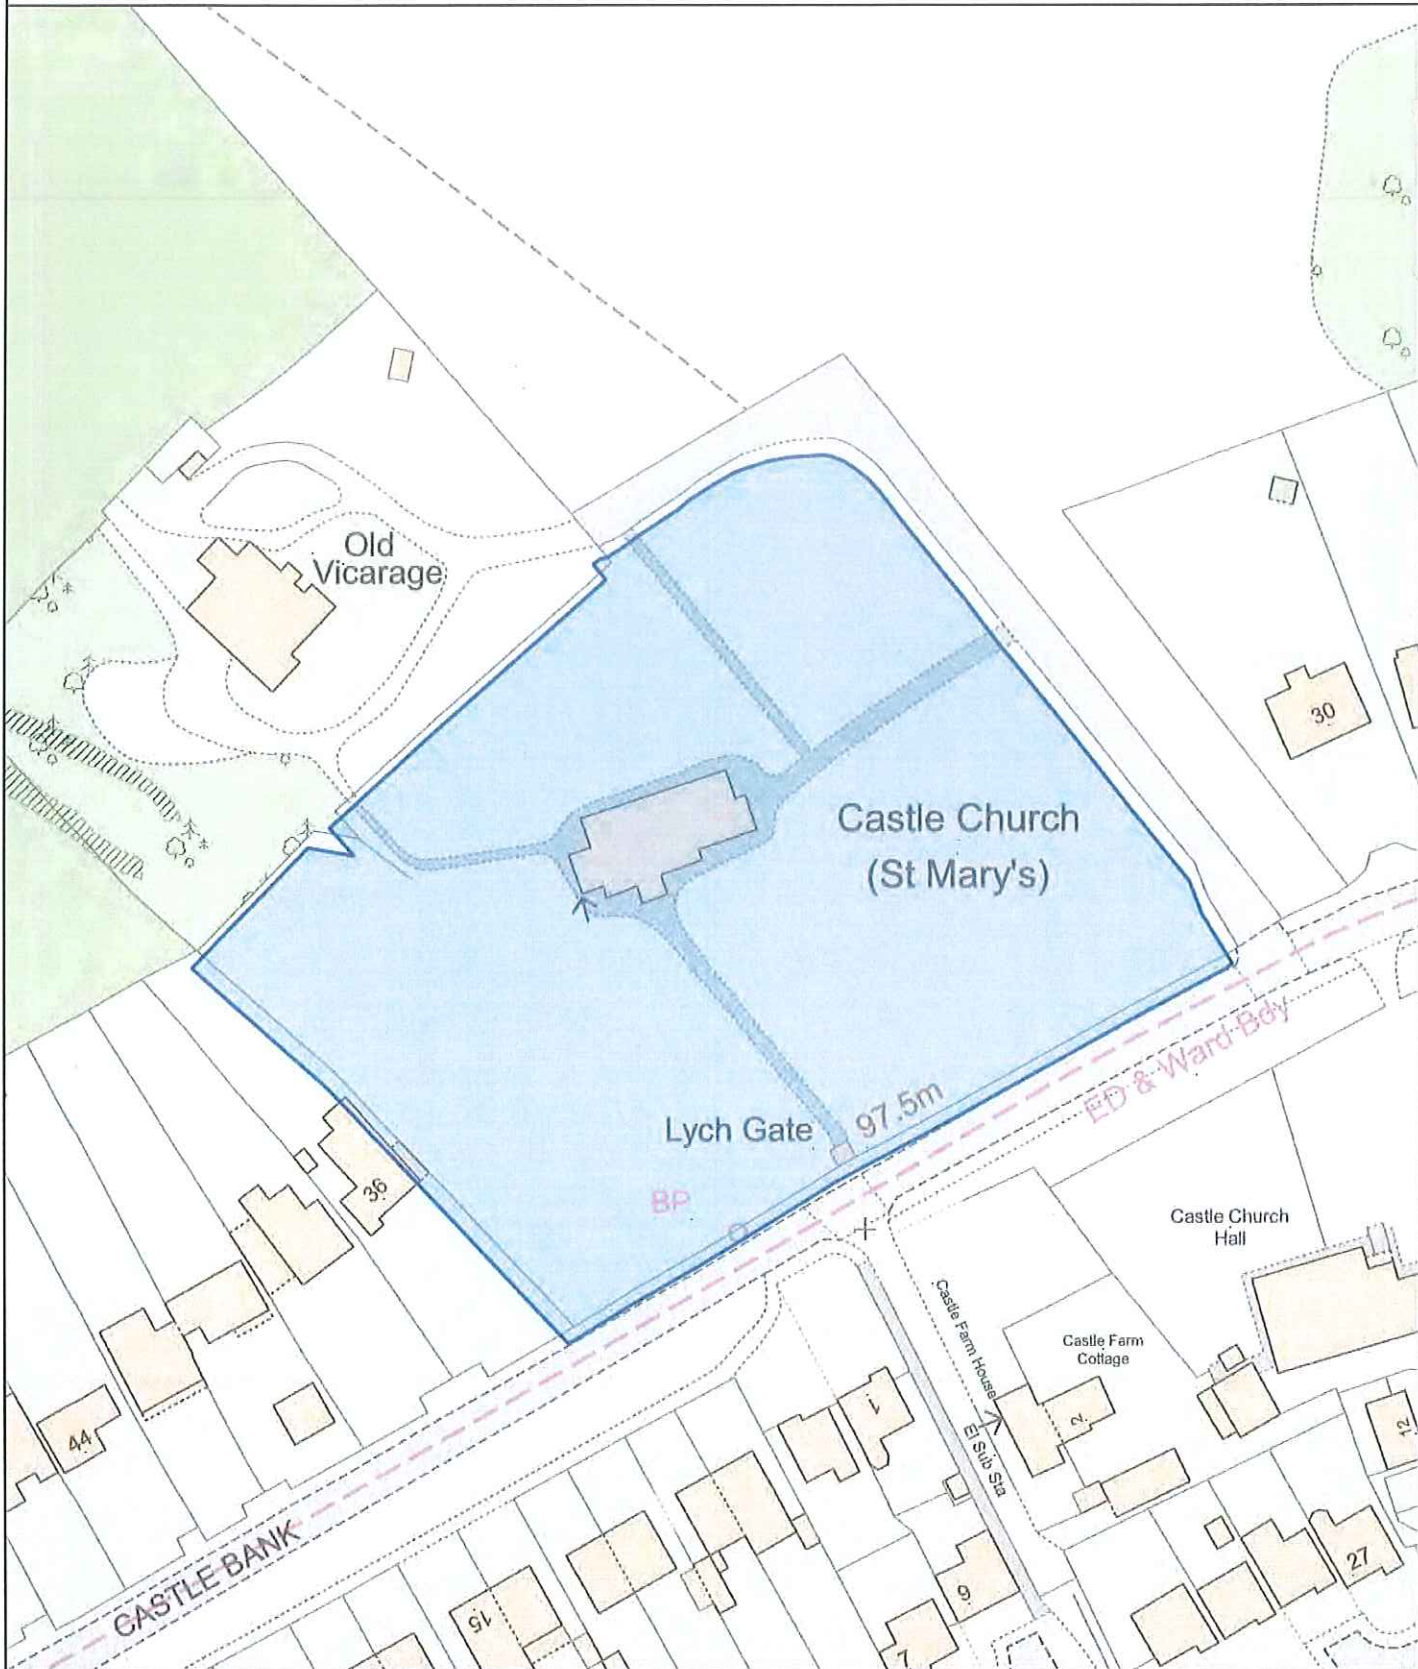 Old
Vicarage
30
Castle Church
(St Mary's)
ED & Ward Bdy
97.5m
Lych Gate
BP
36
Castle Church
Hall
Castle Farm House
Castle Farm
Cottage
1
2
El Sub Sta
12
44
CASTLE BANK
15
9
27
7